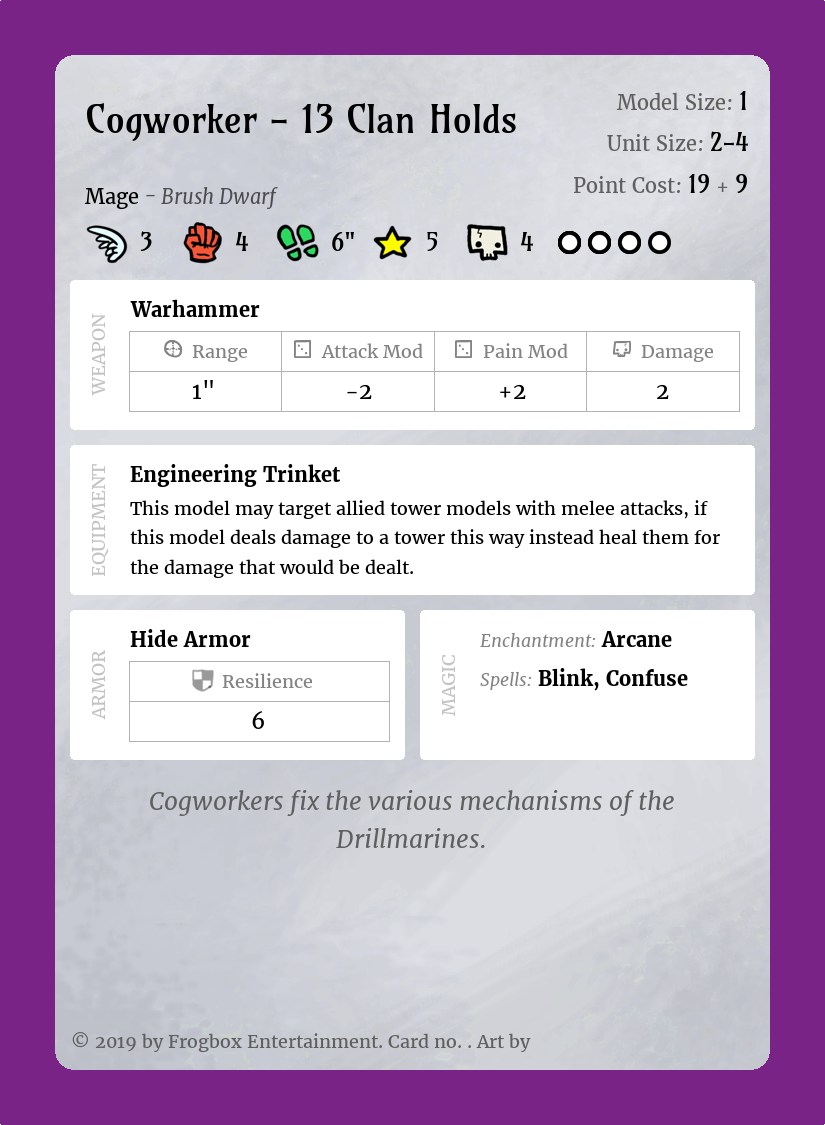 Cogworker – 13 Clan Holds
Model Size: 1
Unit Size: 2–4
Point Cost: 19 + 9
Mage – Brush Dwarf
3 4 6" 5 4
WEAPON
Warhammer
Range Attack Mod Pain Mod Damage
1" -2 +2 2
EQUIPMENT
Engineering Trinket
This model may target allied tower models with melee attacks, if
this model deals damage to a tower this way instead heal them for
the damage that would be dealt.
ARMOR
Hide Armor
Resilience
6
MAGIC
Enchantment: Arcane
Spells: Blink, Confuse
Cogworkers fix the various mechanisms of the
Drillmarines.
© 2019 by Frogbox Entertainment. Card no. . Art by